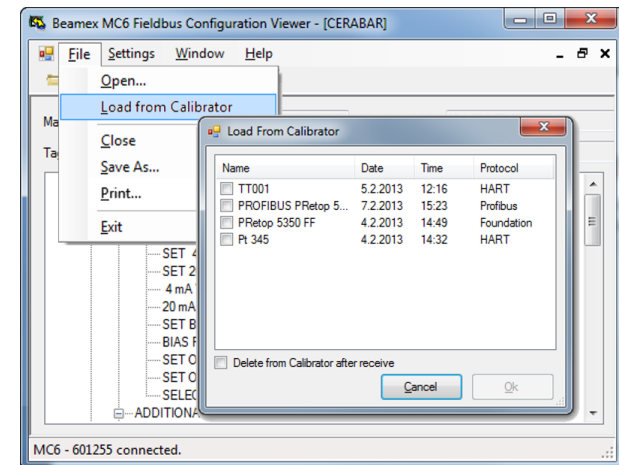 Beamex MC6 Fieldbus Configuration Viewer - [CERABAR]
File Settings Window Help
Open...
Load from Calibrator
Close
Save As...
Print...
Exit
Load From Calibrator
Name Date Time Protocol
TT001 5.2.2013 12:16 HART
PROFIBUS PRetop 5... 7.2.2013 15:23 Profibus
PRetop 5350 FF 4.2.2013 14:49 Foundation
Pt 345 4.2.2013 14:32 HART
Delete from Calibrator after receive
Cancel Ok
Ma
Ta
SET 4
SET 2
4 mA
20 mA
SET B
BIAS
SET O
SET O
SELEC
ADDITIONA
MC6 - 601255 connected.